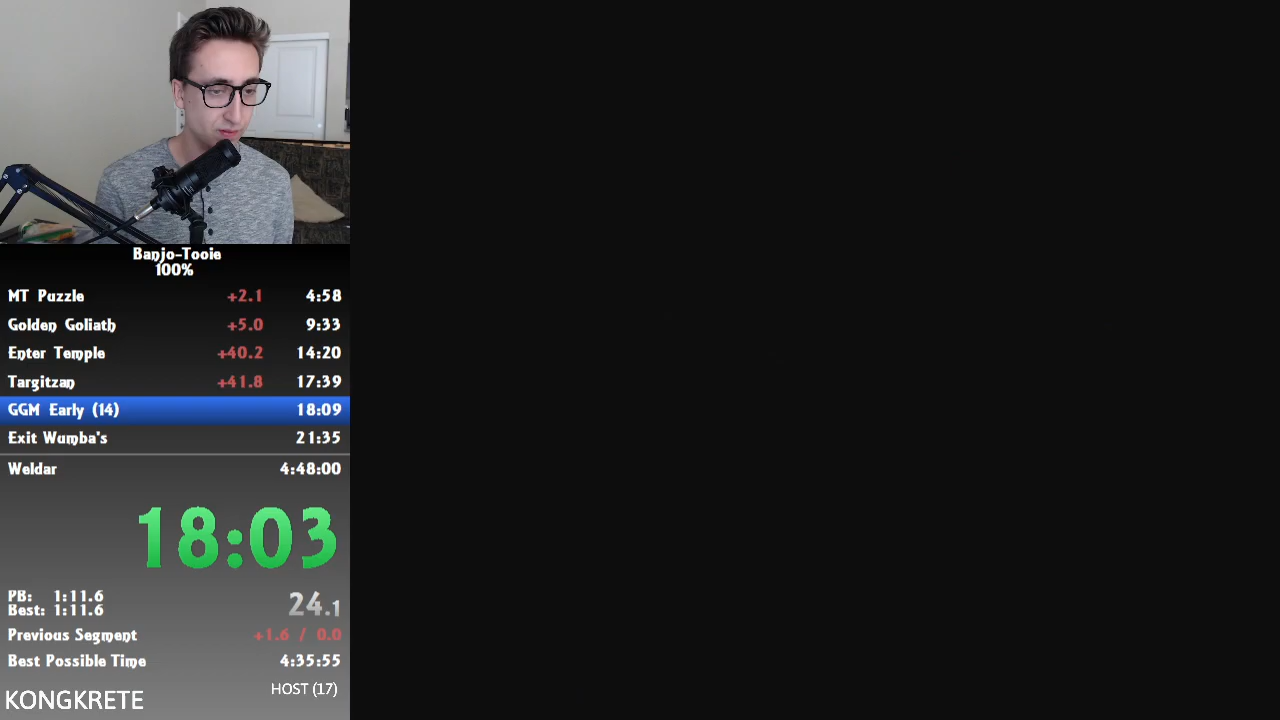 Banjo-Tooie
100%
MT Puzzle +2.1 4:58
Golden Goliath +5.0 9:33
Enter Temple +40.2 14:20
Targitzan +41.8 17:39
GGM Early (14) 18:09
Exit Wumba's 21:35
Weldar 4:48:00
18:03
PB: 1:11.6
Best: 1:11.6
24.1
Previous Segment +1.6 / 0.0
Best Possible Time 4:35:55
KONGKRETE HOST (17)